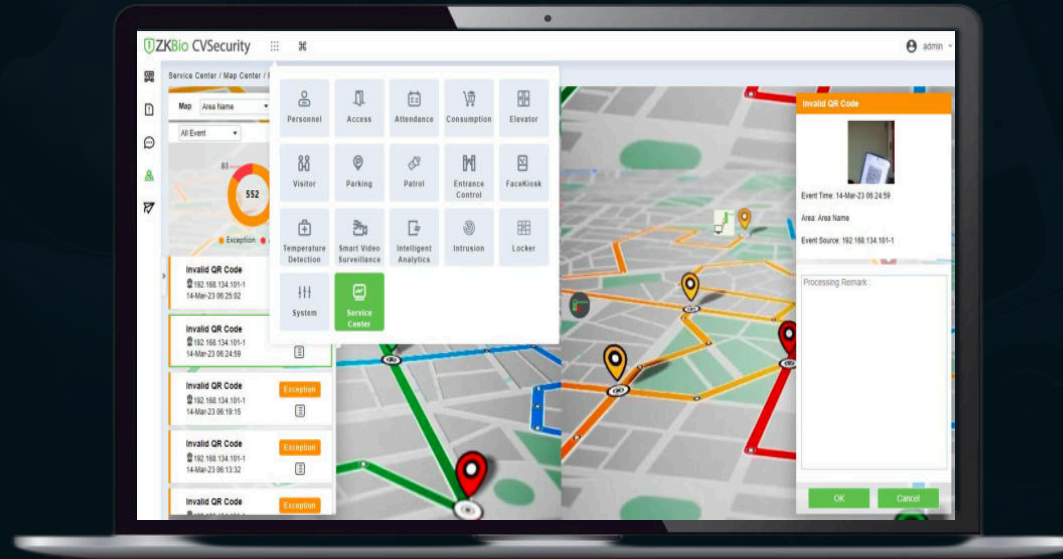 ZKBio CVSecurity
admin
Service Center / Map Center /
Map
Area Name
All Event
83
552
Exception
Personnel
Access
Attendance
Consumption
Elevator
Visitor
Parking
Patrol
Entrance
Control
FaceKiosk
Temperature
Detection
Smart Video
Surveillance
Intelligent
Analytics
Intrusion
Locker
System
Service
Center
Invalid QR Code
192.168.134.101-1
14-Mar-23 06:25:02
Invalid QR Code
192.168.134.101-1
14-Mar-23 06:24:59
Invalid QR Code
Exception
192.168.134.101-1
14-Mar-23 06:19:15
Invalid QR Code
Exception
192.168.134.101-1
14-Mar-23 06:13:32
Invalid QR Code
Exception
Invalid QR Code
Event Time: 14-Mar-23 06:24:59
Area: Area Name
Event Source: 192.168.134.101-1
Processing Remark :
OK
Cancel